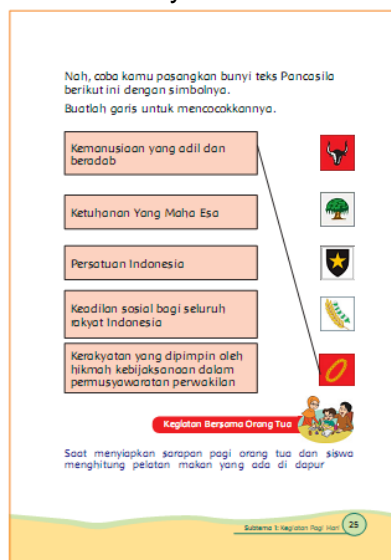 Nah, coba kamu pasangkan bunyi teks Pancasila
berikut ini dengan simbolnya.
Buatlah garis untuk mencocokkannya.
Kemanusiaan yang adil dan
beradab
Ketuhanan Yang Maha Esa
Persatuan Indonesia
Keadilan sosial bagi seluruh
rakyat Indonesia
Kerakyatan yang dipimpin oleh
hikmah kebijaksanaan dalam
permusyawaratan perwakilan
Kegiatan Bersama Orang Tua
Saat menyiapkan sarapan pagi orang tua dan siswa
menghitung pelatan makan yang ada di dapur
Subtema 1: Kegiatan Pagi Hari 25